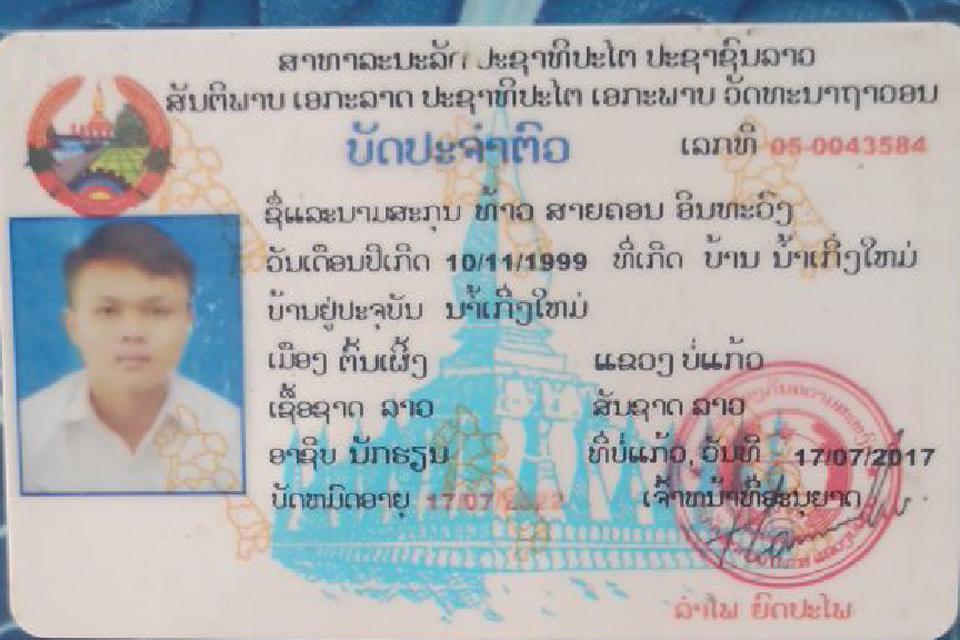 ສາທາລະນະລັດ ປະຊາທິປະໄຕ ປະຊາຊົນລາວ
ສັນຕິພາບ ເອກະລາດ ປະຊາທິປະໄຕ ເອກະພາບ ວັດທະນາຖາວອນ
ບັດປະຈຳຕົວ ເລກທີ 05-0043584
ຊື່ແລະນາມສະກຸນ ທ້າວ ສາຍຄອນ ອິນທະວົງ
ວັນເດືອນປີເກີດ 10/11/1999 ທີ່ເກີດ ບ້ານ ນ້ຳເກິ່ງໃຫມ່
ບ້ານຢູ່ປະຈຸບັນ ນ້ຳເກິ່ງໃຫມ່
ເມືອງ ຕົ້ນເຜິ້ງ ແຂວງ ບໍ່ແກ້ວ
ເຊື້ອຊາດ ລາວ ສັນຊາດ ລາວ
ອາຊີບ ນັກຮຽນ ທີ່ບໍ່ແກ້ວ, ວັນທີ 17/07/2017
ບັດຫມົດອາຍຸ 17/07/2022 ເຈົ້າຫນ້າທີ່ອະນຸຍາດ
ລຳໄພ ຍົດປະໄພ